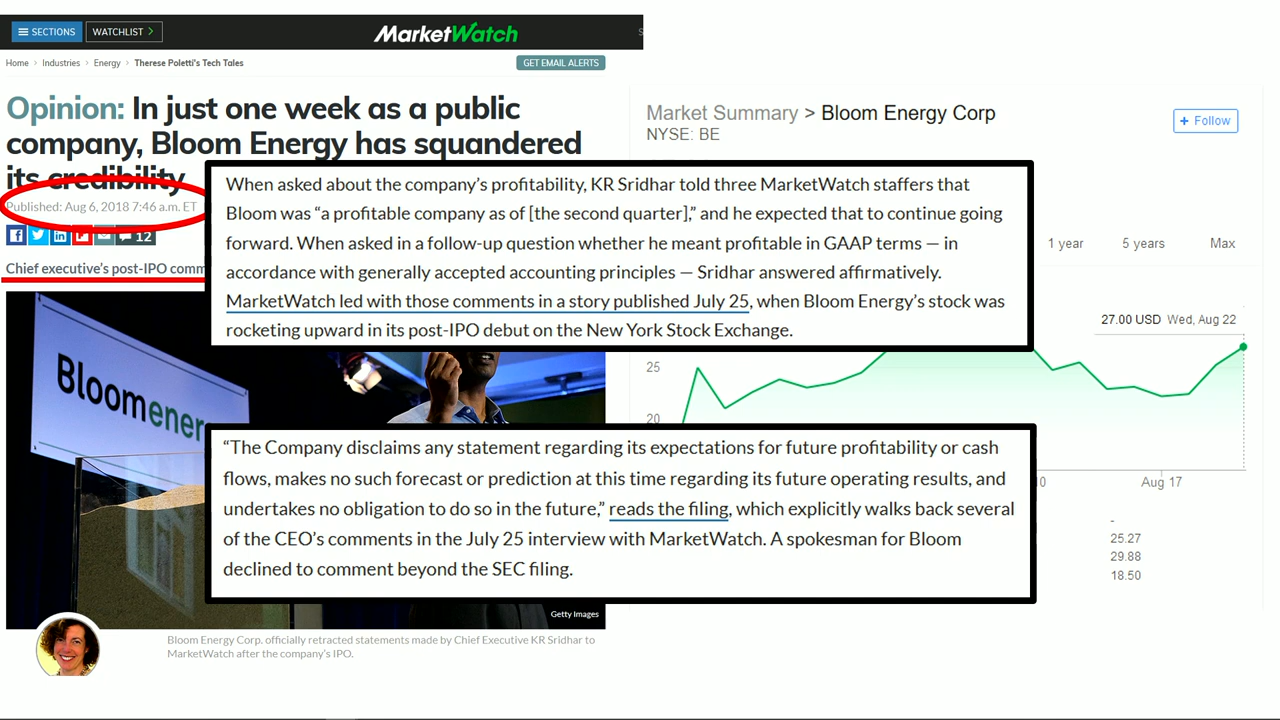 SECTIONS
WATCHLIST >
MarketWatch
S
Home > Industries > Energy > Therese Poletti's Tech Tales
GET EMAIL ALERTS
Opinion: In just one week as a public
company, Bloom Energy has squandered
its credibility
Published: Aug 6, 2018 7:46 a.m. ET
12
Chief executive's post-IPO comm
Market Summary > Bloom Energy Corp
NYSE: BE
+ Follow
When asked about the company's profitability, KR Sridhar told three MarketWatch staffers that
Bloom was “a profitable company as of [the second quarter],” and he expected that to continue going
forward. When asked in a follow-up question whether he meant profitable in GAAP terms — in
accordance with generally accepted accounting principles — Sridhar answered affirmatively.
MarketWatch led with those comments in a story published July 25, when Bloom Energy's stock was
rocketing upward in its post-IPO debut on the New York Stock Exchange.
1 year 5 years Max
27.00 USD Wed, Aug 22
25
20
Bloomener
“The Company disclaims any statement regarding its expectations for future profitability or cash
flows, makes no such forecast or prediction at this time regarding its future operating results, and
undertakes no obligation to do so in the future,” reads the filing, which explicitly walks back several
of the CEO's comments in the July 25 interview with MarketWatch. A spokesman for Bloom
declined to comment beyond the SEC filing.
10 Aug 17
-
25.27
29.88
18.50
Getty Images
Bloom Energy Corp. officially retracted statements made by Chief Executive KR Sridhar to
MarketWatch after the company's IPO.